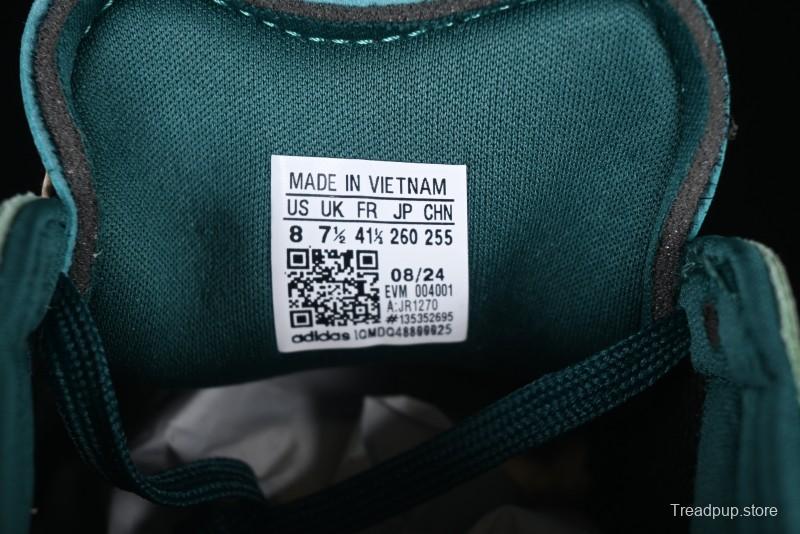 MADE IN VIETNAM
US UK FR JP CHN
8 7½ 41⅓ 260 255
08/24
EVM 004001
A:JR1270
#135352695
adidas
Treadpup.store